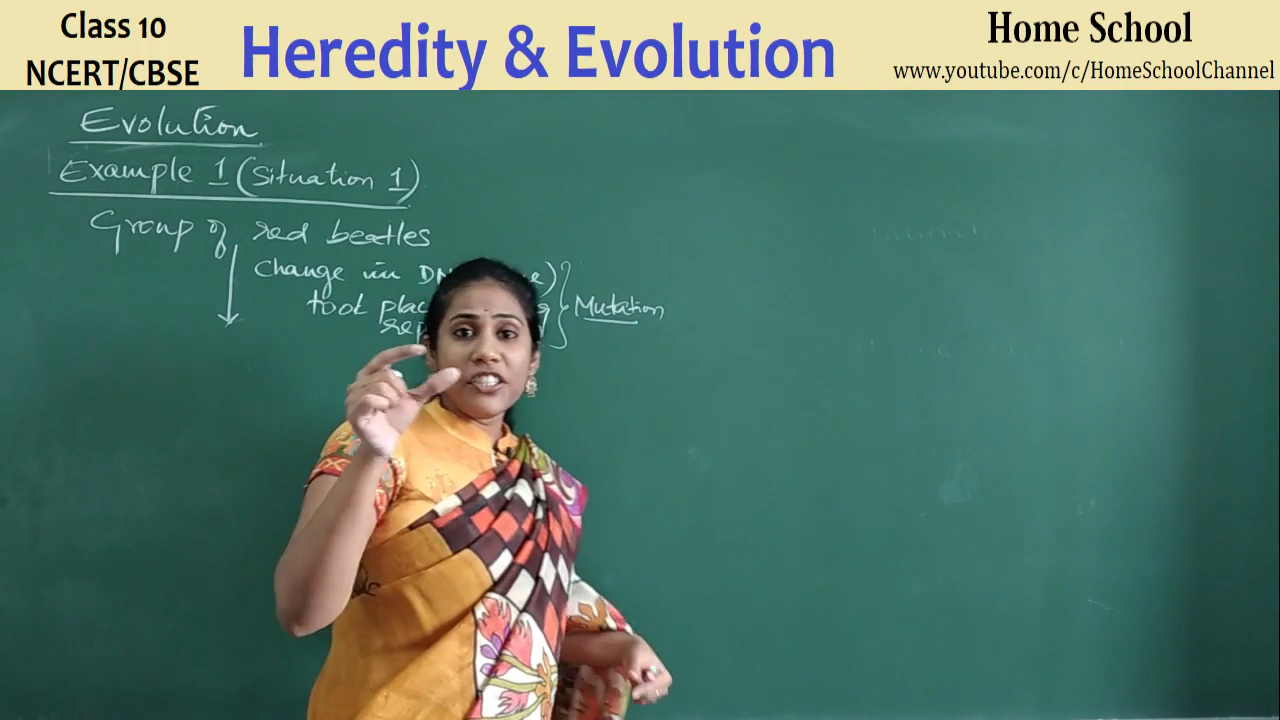 Class 10
NCERT/CBSE
Heredity & Evolution
Home School
www.youtube.com/c/HomeSchoolChannel
Evolution
Example 1 (Situation 1)
Group of red beetles
Change in
took
Mutation